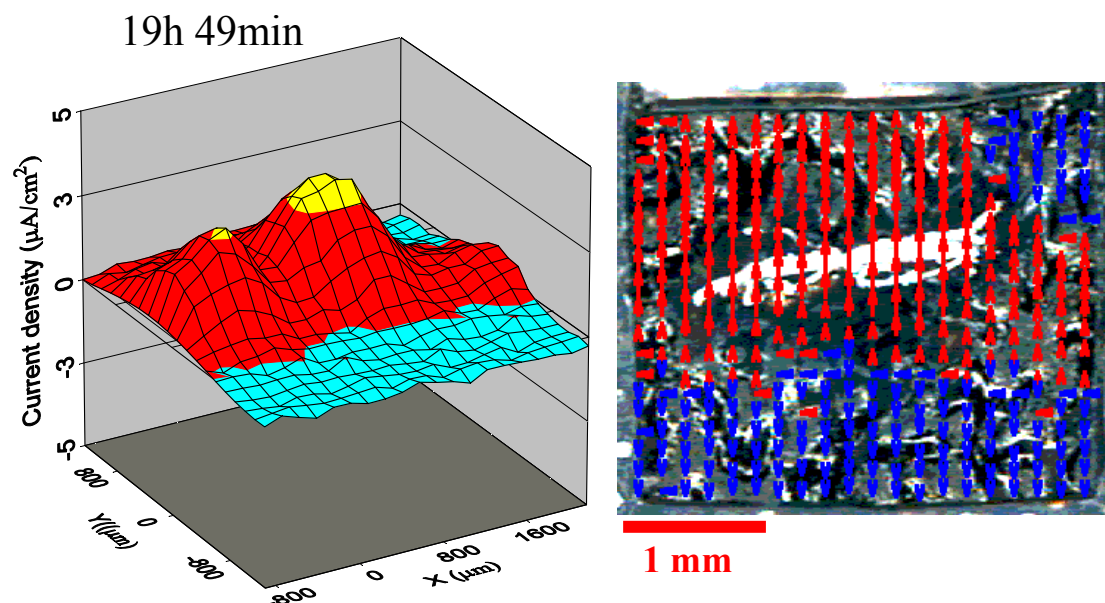 19h 49min
5
3
0
-3
-5
Current density (μA/cm²)
800
0
-800
Y((μm)
-800
0
800
1600
X (μm)
1 mm